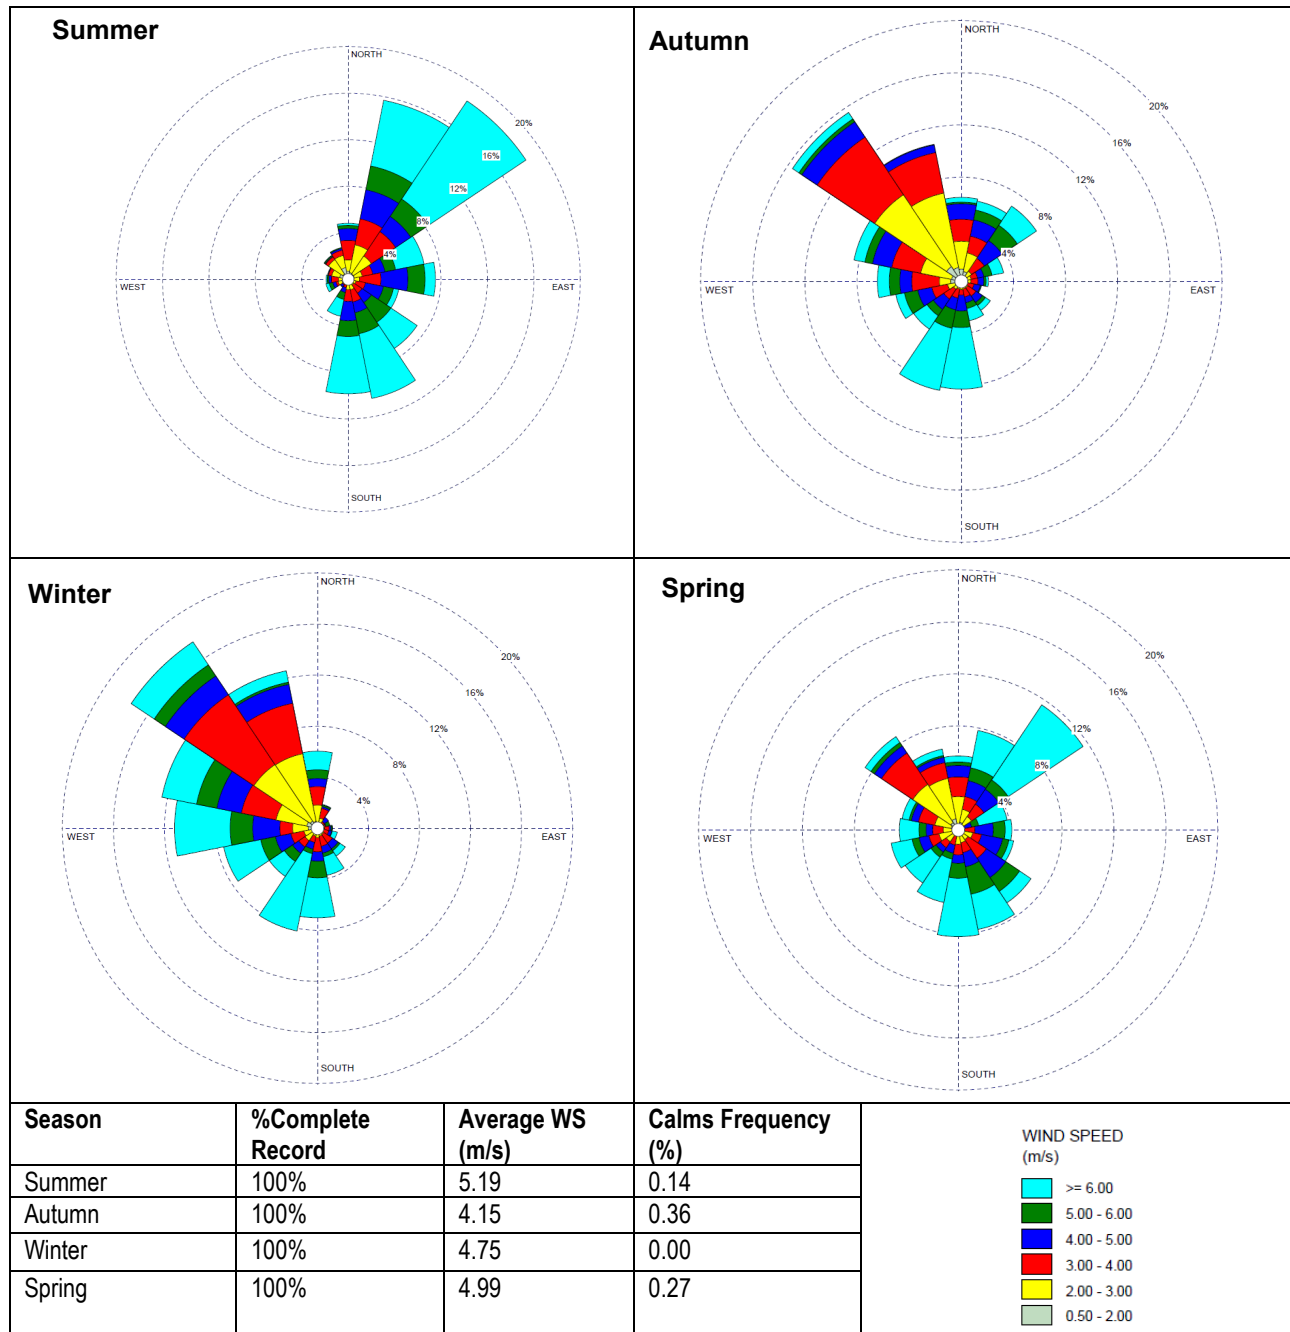 Summer
NORTH
20%
16%
12%
8%
4%
WEST
EAST
SOUTH
Autumn
NORTH
20%
16%
12%
8%
4%
WEST
EAST
SOUTH
Winter
NORTH
20%
16%
12%
8%
4%
WEST
EAST
SOUTH
Spring
NORTH
20%
16%
12%
8%
4%
WEST
EAST
SOUTH
Season %Complete Record Average WS (m/s) Calms Frequency (%)
Summer 100% 5.19 0.14
Autumn 100% 4.15 0.36
Winter 100% 4.75 0.00
Spring 100% 4.99 0.27
WIND SPEED
(m/s)
>= 6.00
5.00 - 6.00
4.00 - 5.00
3.00 - 4.00
2.00 - 3.00
0.50 - 2.00